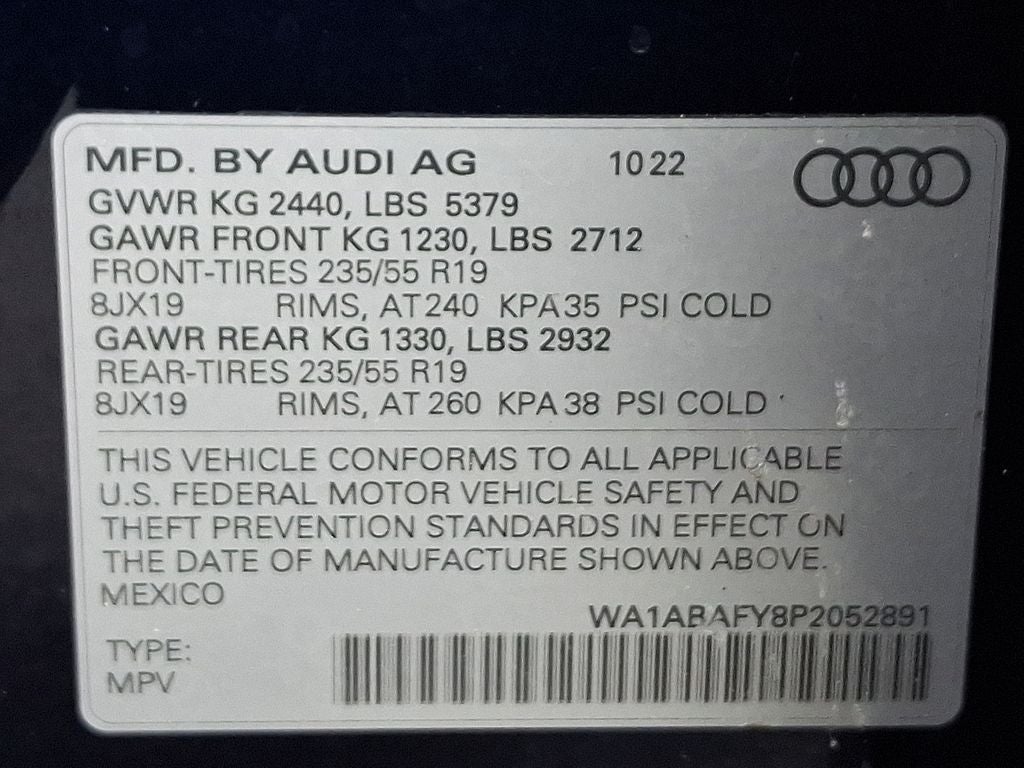 MFD. BY AUDI AG 10 22
GVWR KG 2440, LBS 5379
GAWR FRONT KG 1230, LBS 2712
FRONT-TIRES 235/55 R19
8JX19 RIMS, AT 240 KPA 35 PSI COLD
GAWR REAR KG 1330, LBS 2932
REAR-TIRES 235/55 R19
8JX19 RIMS, AT 260 KPA 38 PSI COLD
THIS VEHICLE CONFORMS TO ALL APPLICABLE
U.S. FEDERAL MOTOR VEHICLE SAFETY AND
THEFT PREVENTION STANDARDS IN EFFECT ON
THE DATE OF MANUFACTURE SHOWN ABOVE.
MEXICO
WA1ABAFY8P2052891
TYPE:
MPV